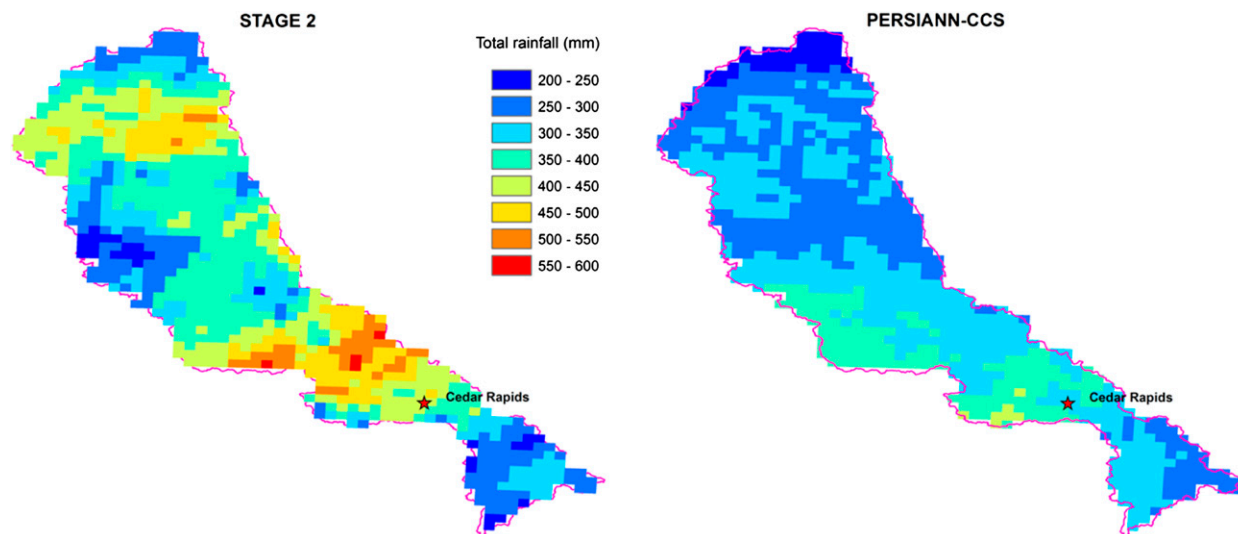 STAGE 2
PERSIANN-CCS
Total rainfall (mm)
200 - 250
250 - 300
300 - 350
350 - 400
400 - 450
450 - 500
500 - 550
550 - 600
Cedar Rapids
Cedar Rapids